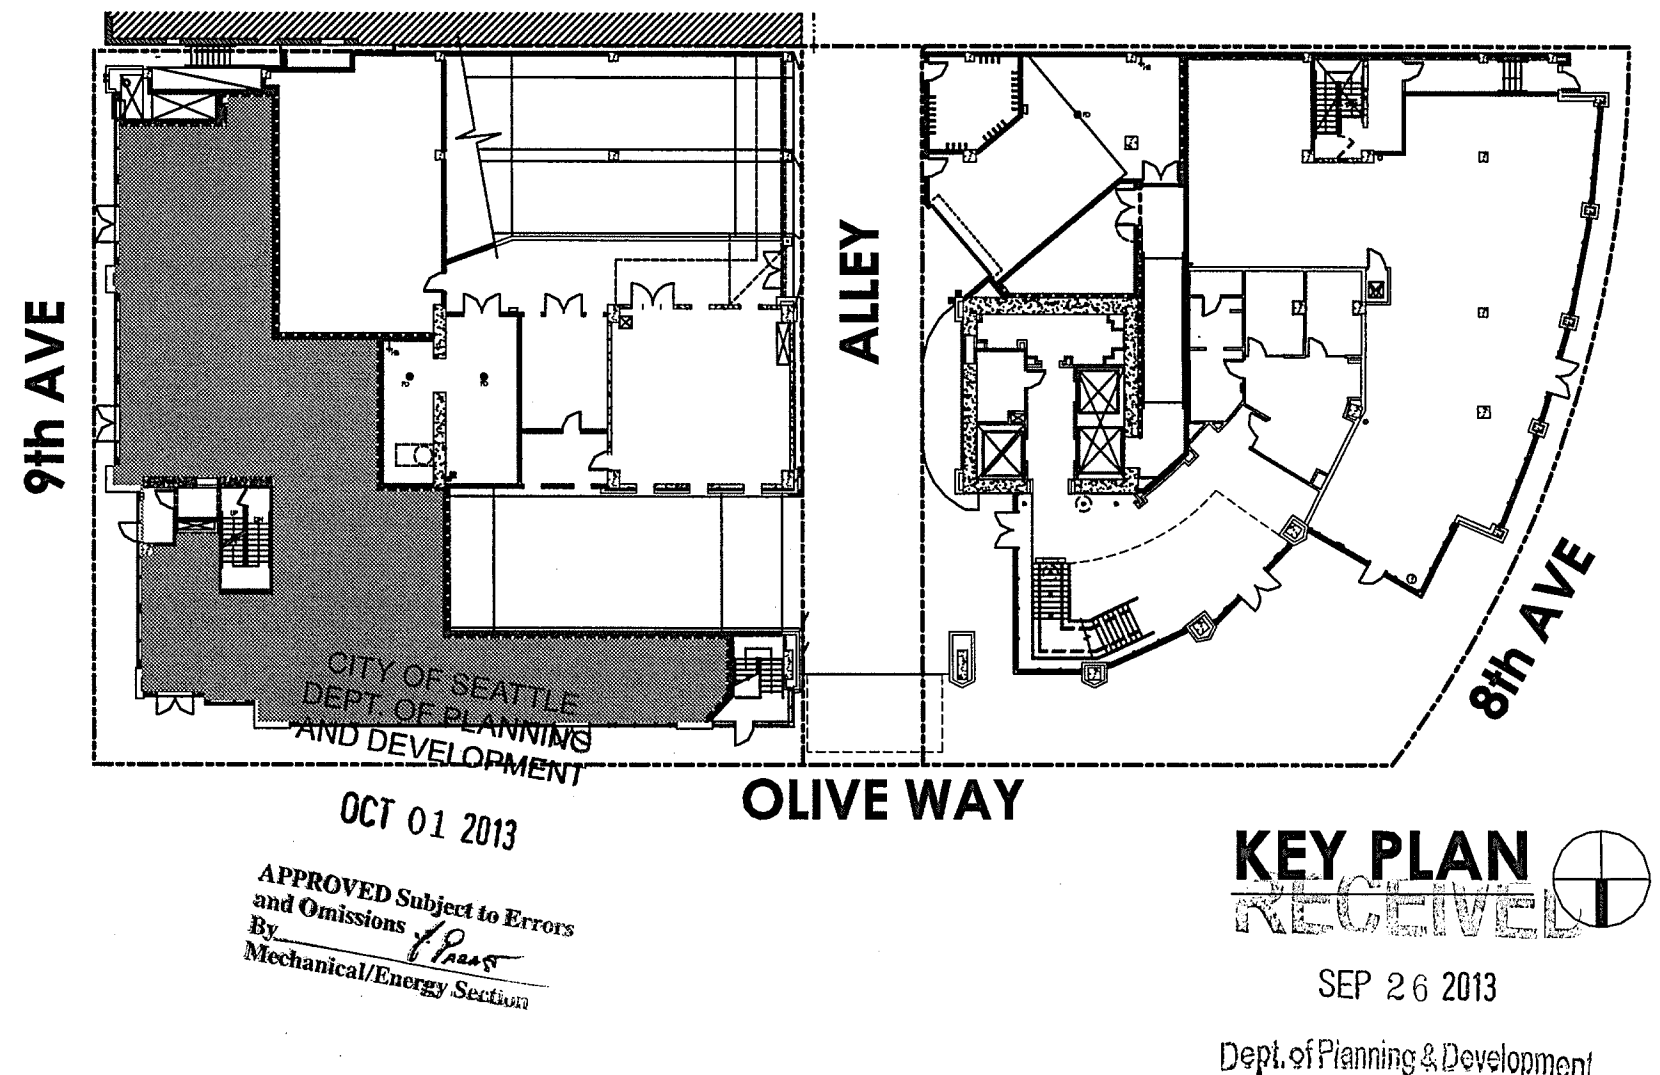 9th AVE
ALLEY
8th AVE
CITY OF SEATTLE
DEPT. OF PLANNING
AND DEVELOPMENT
OLIVE WAY
OCT 01 2013
APPROVED Subject to Errors
and Omissions
By
Mechanical/Energy Section
KEY PLAN
RECEIVED
SEP 26 2013
Dept. of Planning & Development